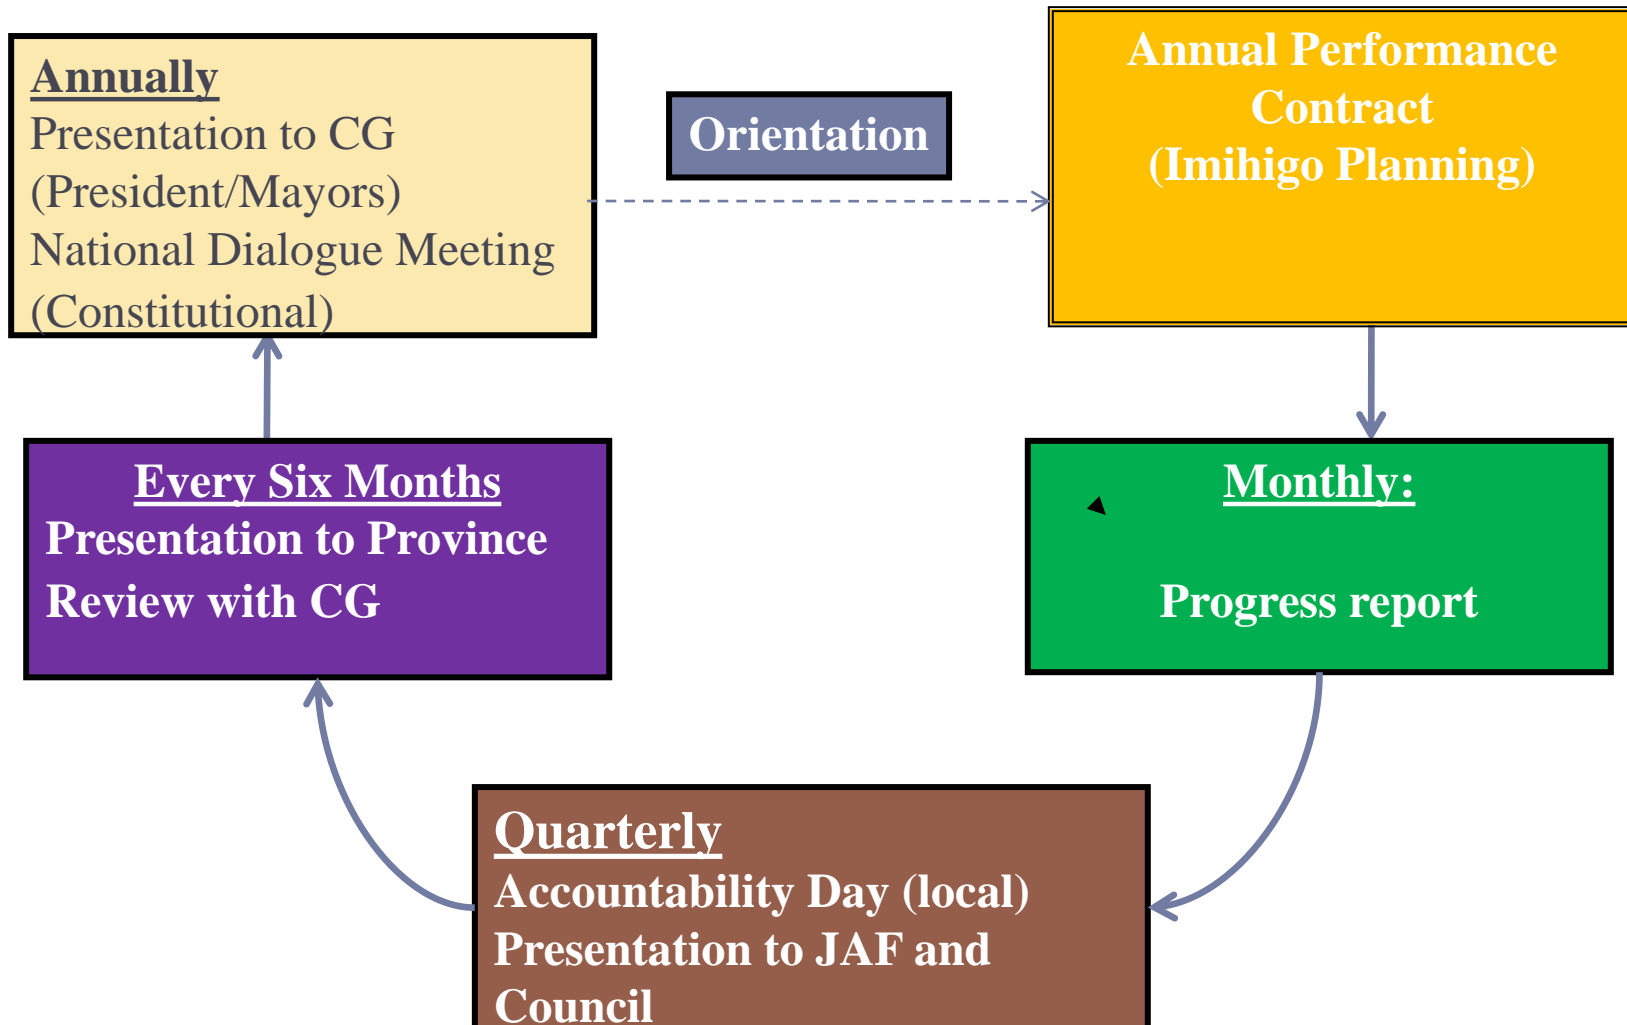 Annually
Presentation to CG
(President/Mayors)
National Dialogue Meeting
(Constitutional)
Orientation
Annual Performance
Contract
(Imihigo Planning)
Every Six Months
Presentation to Province
Review with CG
Monthly:
Progress report
Quarterly
Accountability Day (local)
Presentation to JAF and
Council